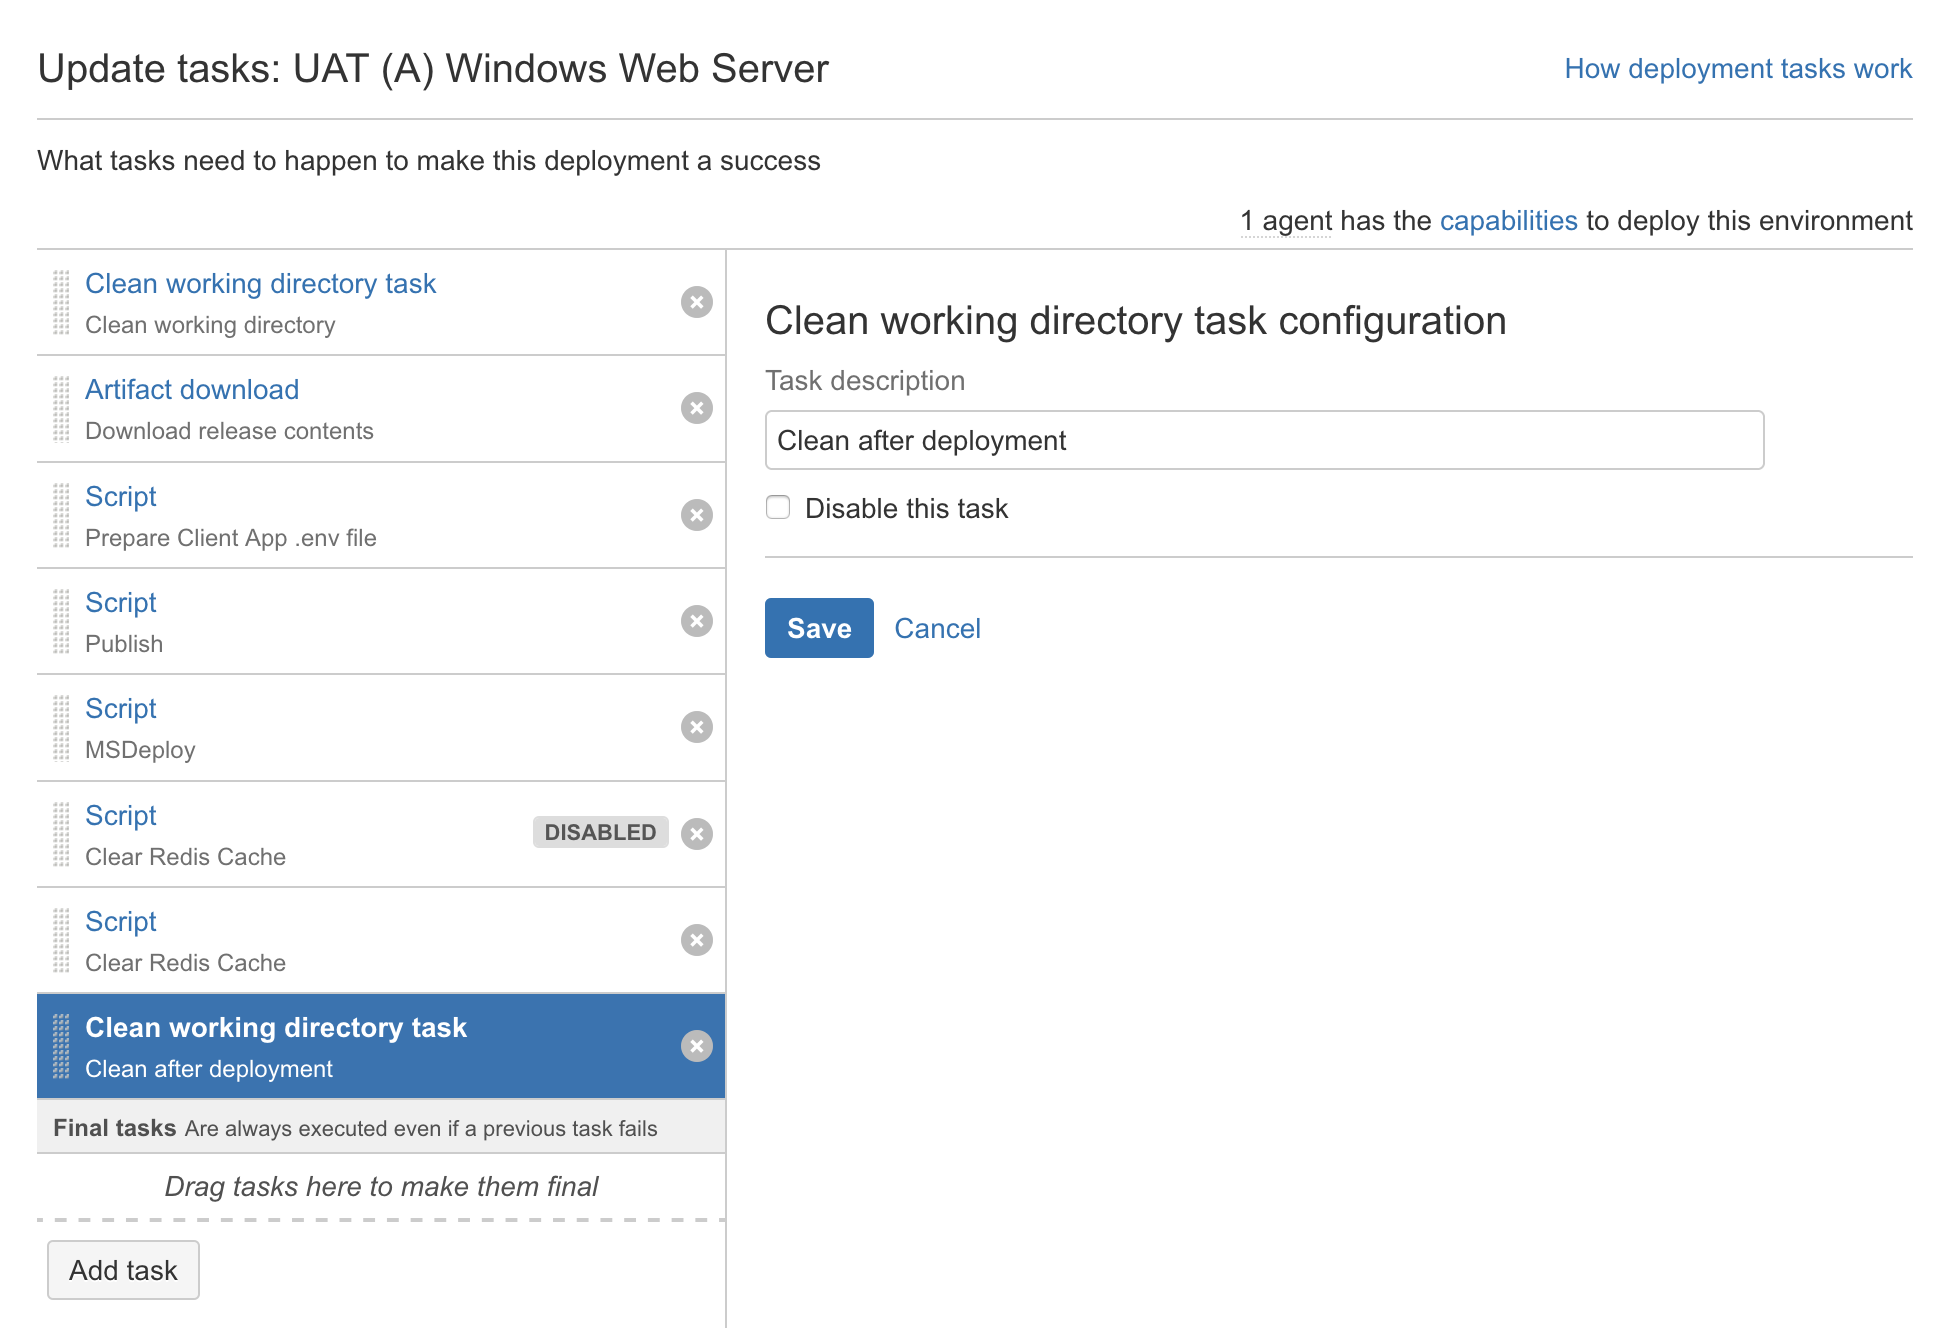 Update tasks: UAT (A) Windows Web Server
How deployment tasks work
What tasks need to happen to make this deployment a success
1 agent has the capabilities to deploy this environment
Clean working directory task
Clean working directory
Artifact download
Download release contents
Script
Prepare Client App .env file
Script
Publish
Script
MSDeploy
Script
DISABLED
Clear Redis Cache
Script
Clear Redis Cache
Clean working directory task
Clean after deployment
Final tasks Are always executed even if a previous task fails
Drag tasks here to make them final
Add task
Clean working directory task configuration
Task description
Clean after deployment
Disable this task
Save Cancel